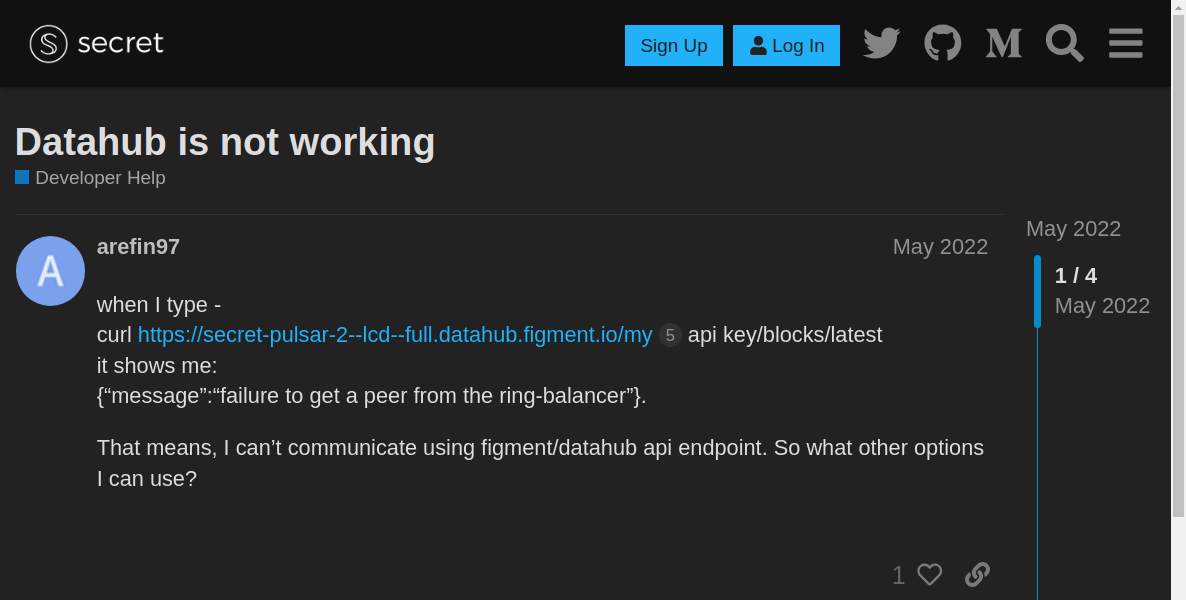 secret
Sign Up
Log In
Datahub is not working
Developer Help
A
arefin97
May 2022
when I type -
curl https://secret-pulsar-2--lcd--full.datahub.figment.io/my 5 api key/blocks/latest
it shows me:
{“message”:“failure to get a peer from the ring-balancer”}.
That means, I can’t communicate using figment/datahub api endpoint. So what other options
I can use?
1
May 2022
1 / 4
May 2022